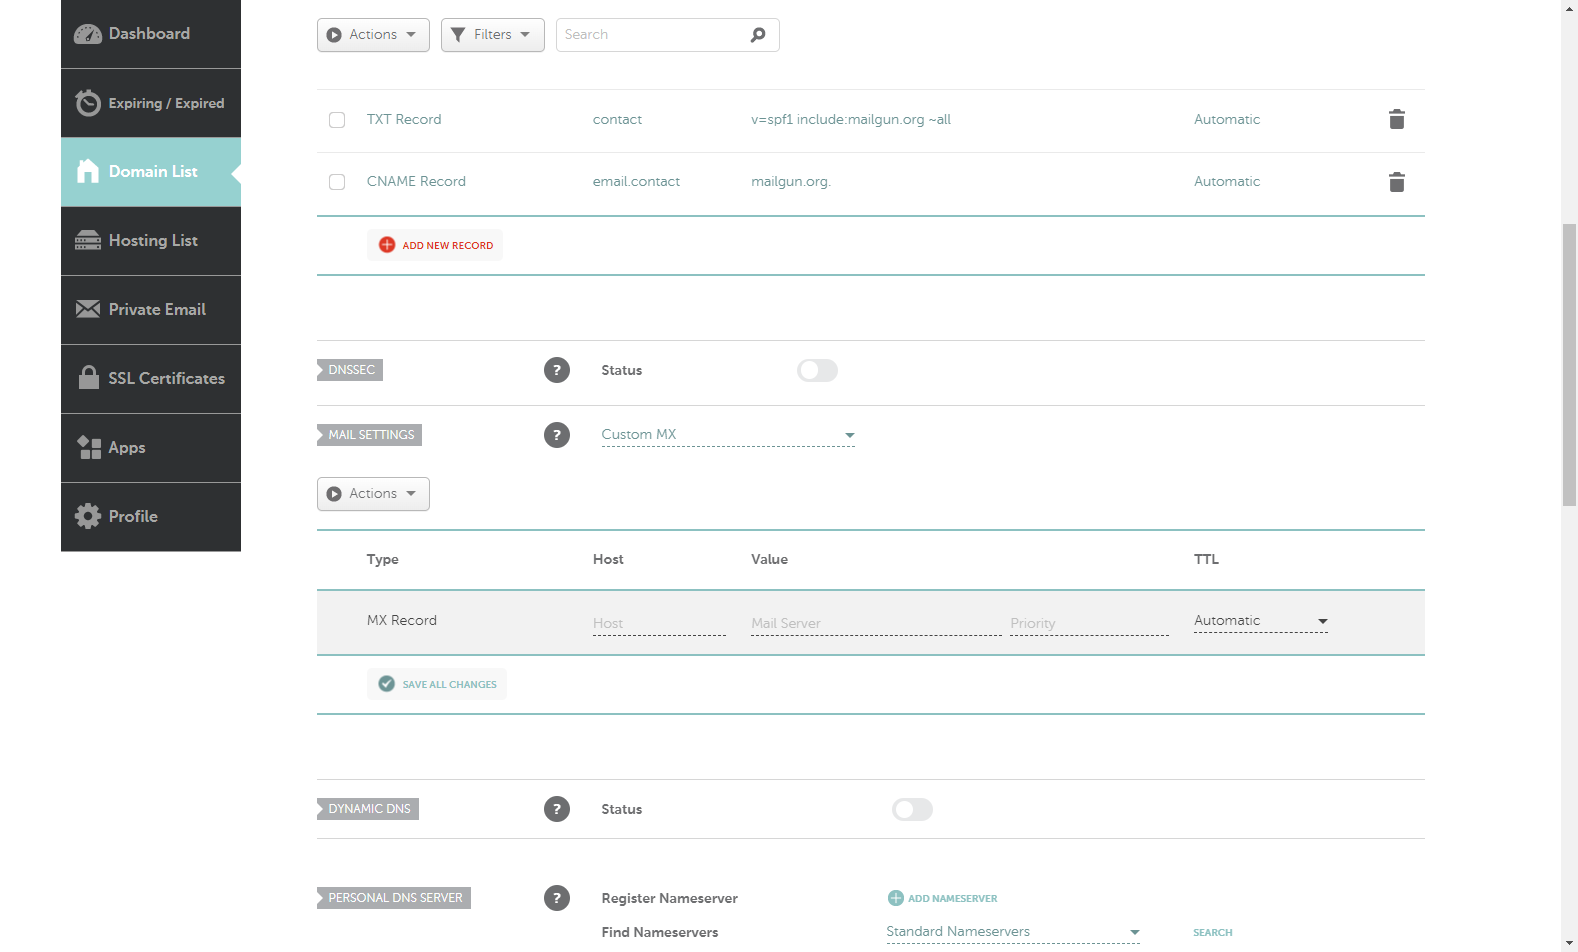 Dashboard
Expiring / Expired
Domain List
Hosting List
Private Email
SSL Certificates
Apps
Profile
Actions Filters Search
TXT Record contact v=spf1 include:mailgun.org ~all Automatic
CNAME Record email.contact mailgun.org. Automatic
ADD NEW RECORD
DNSSEC ? Status
MAIL SETTINGS ? Custom MX
Actions
Type Host Value TTL
MX Record Host Mail Server Priority Automatic
SAVE ALL CHANGES
DYNAMIC DNS ? Status
PERSONAL DNS SERVER ? Register Nameserver ADD NAMESERVER
Find Nameservers Standard Nameservers SEARCH